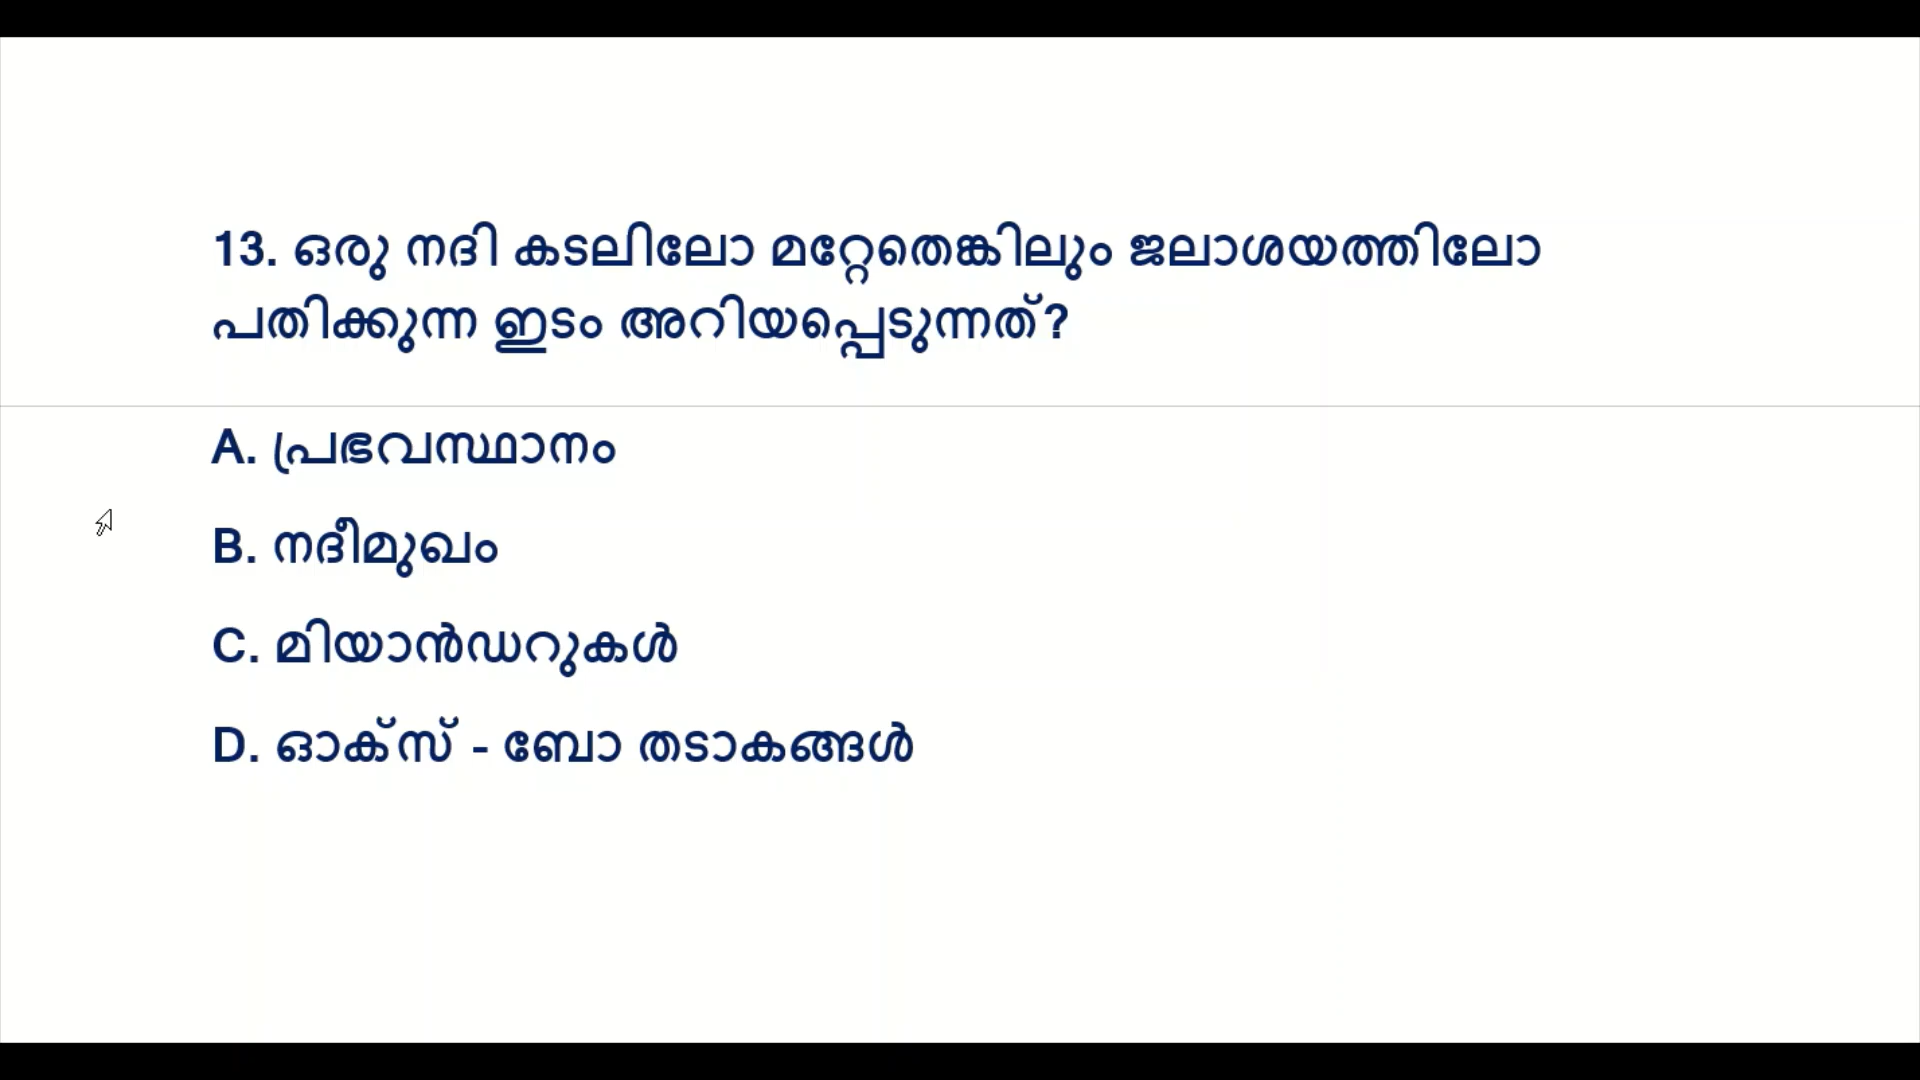 13. ഒരു നദി കടലിലോ മറ്റേതെങ്കിലും ജലാശയത്തിലോ
പതിക്കുന്ന ഇടം അറിയപ്പെടുന്നത്?
A. പ്രഭവസ്ഥാനം
B. നദീമുഖം
C. മിയാൻഡറുകൾ
D. ഓക്സ് - ബോ തടാകങ്ങൾ